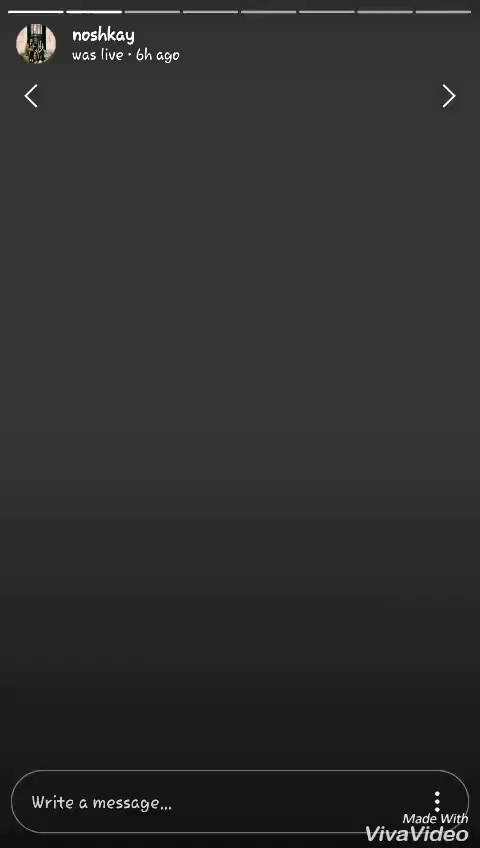 noshkay
was live • 6h ago
Write a message...
Made With
VivaVideo